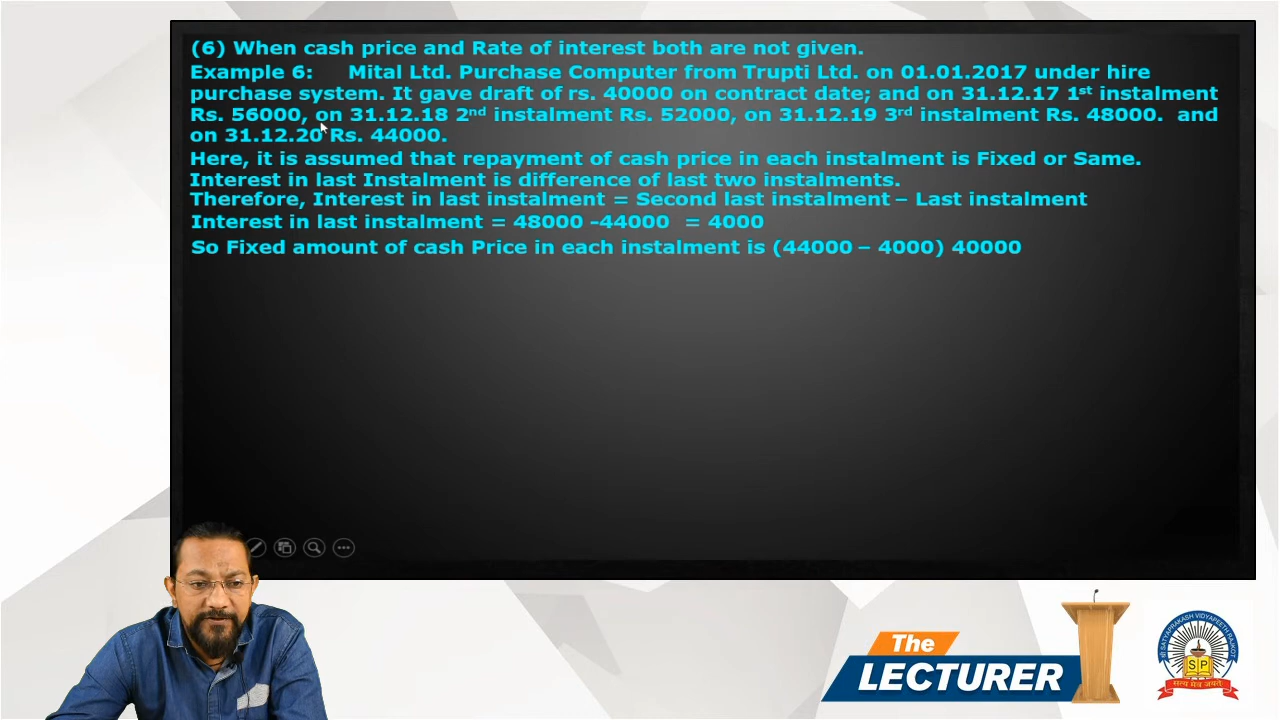 (6) When cash price and Rate of interest both are not given.
Example 6: Mital Ltd. Purchase Computer from Trupti Ltd. on 01.01.2017 under hire
purchase system. It gave draft of rs. 40000 on contract date; and on 31.12.17 1st instalment
Rs. 56000, on 31.12.18 2nd instalment Rs. 52000, on 31.12.19 3rd instalment Rs. 48000. and
on 31.12.20 Rs. 44000.
Here, it is assumed that repayment of cash price in each instalment is Fixed or Same.
Interest in last Instalment is difference of last two instalments.
Therefore, Interest in last instalment = Second last instalment – Last instalment
Interest in last instalment = 48000 -44000 = 4000
So Fixed amount of cash Price in each instalment is (44000 – 4000) 40000
The
LECTURER
SATYAPRAKASH VIDYAPEETH RAJKOT
SP
सत्य मेव जयते